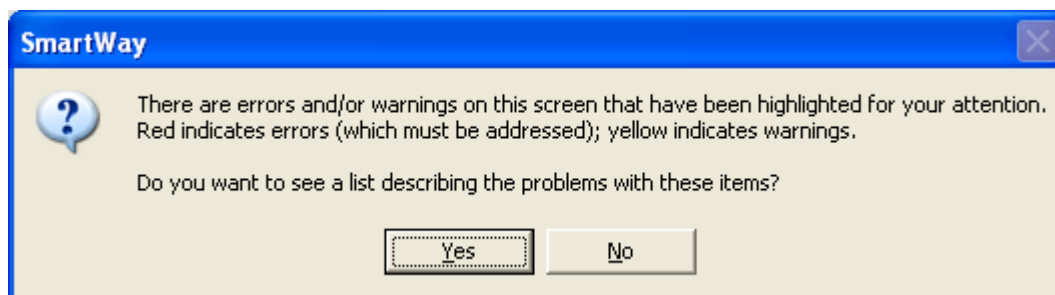 SmartWay
There are errors and/or warnings on this screen that have been highlighted for your attention.
Red indicates errors (which must be addressed); yellow indicates warnings.
Do you want to see a list describing the problems with these items?
Yes
No